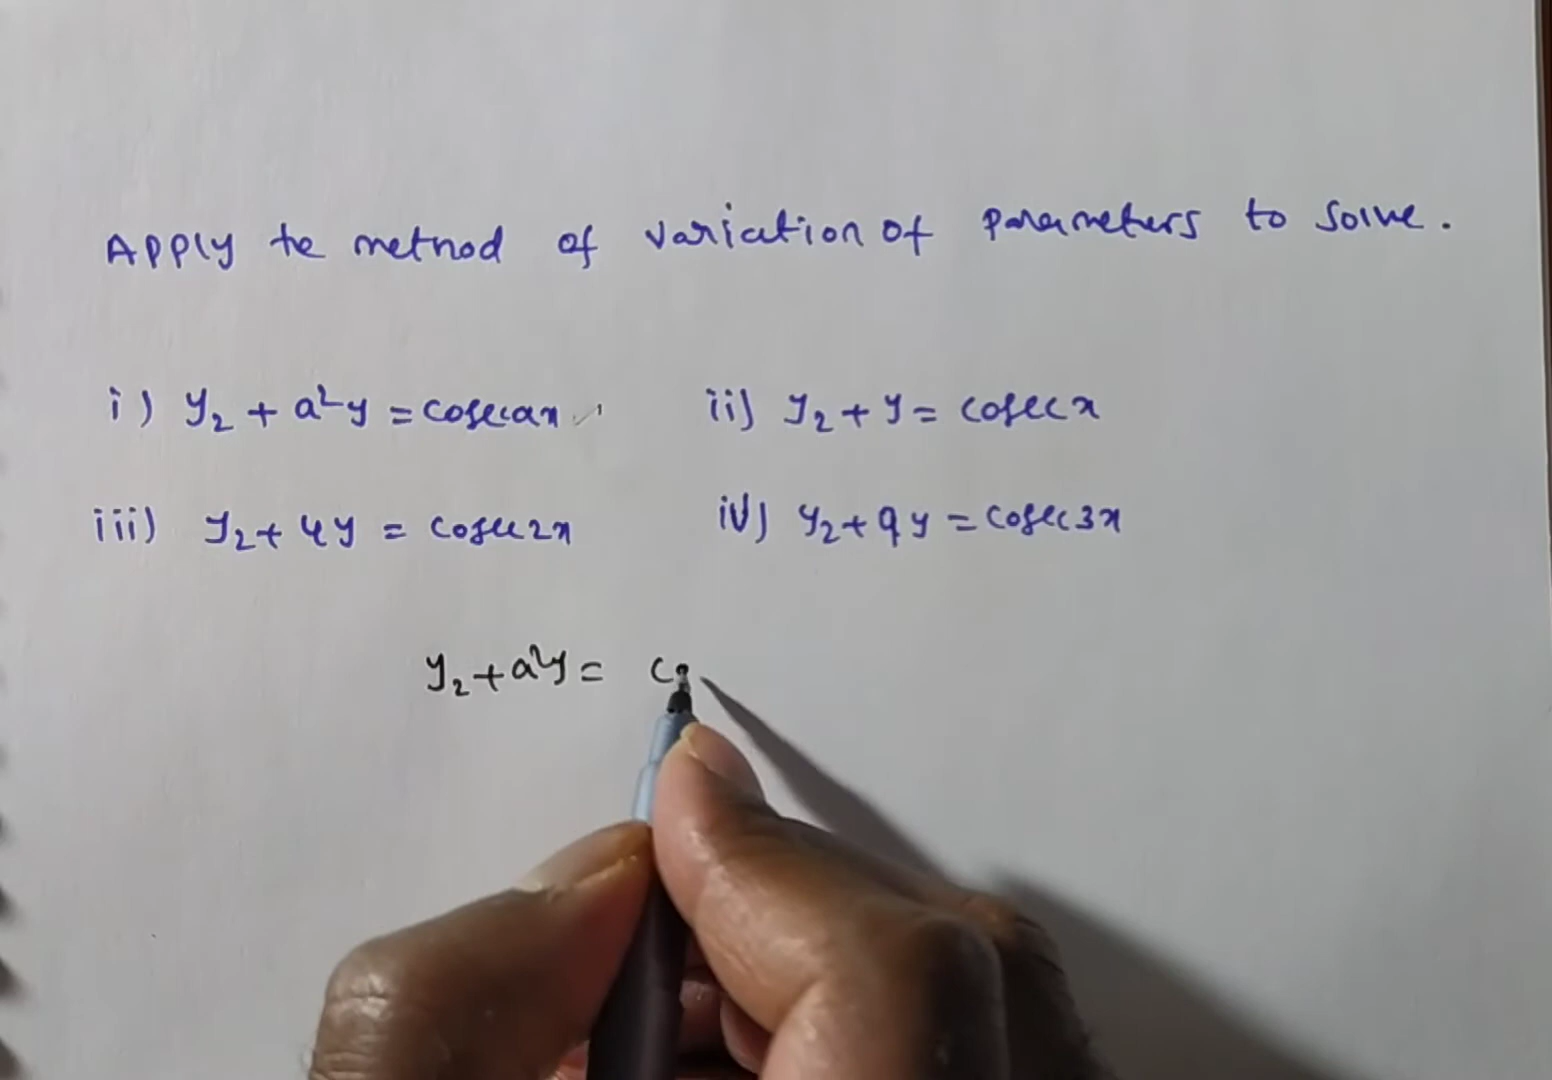 Apply te method of variation of parameters to solve.
i) y₂ + a²y = cosecax ii) y₂ + y = cosecx
iii) y₂ + 4y = cosec2x iv) y₂ + 9y = cosec3x
y₂ + a²y = co